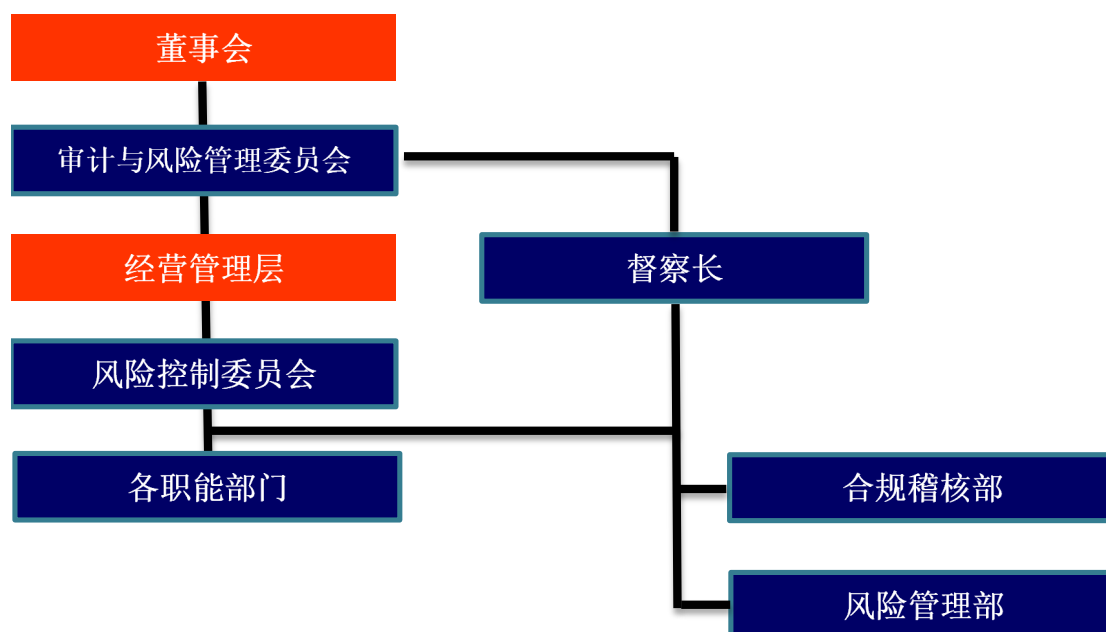 董事会
审计与风险管理委员会
经营管理层
督察长
风险控制委员会
各职能部门
合规稽核部
风险管理部